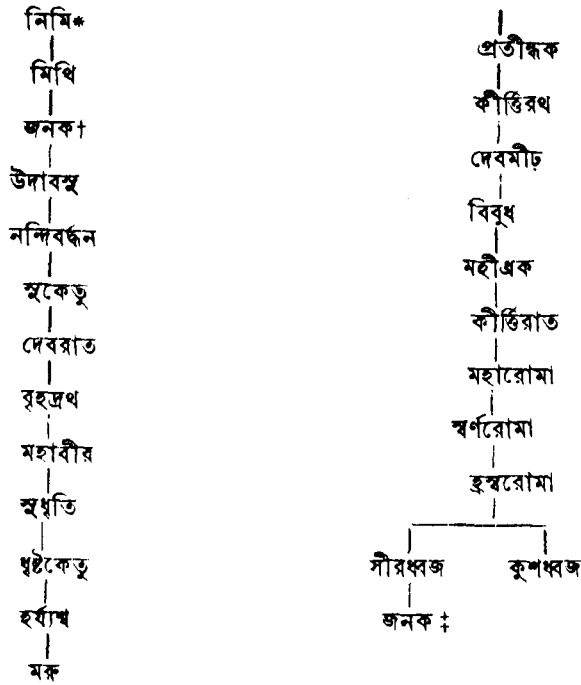 নিমি*
মিথি
জনক†
উদাবসু
নন্দিবর্দ্ধন
সুকেতু
দেবরাত
বৃহদ্রথ
মহাবীর
সুধৃতি
ধৃষ্টকেতু
হর্য্যশ্ব
মরু
প্রতীন্ধক
কীর্ত্তিরথ
দেবমীঢ়
বিবুধ
মহীধ্রক
কীর্ত্তিরাত
মহারোমা
স্বর্ণরোমা
হ্রস্বরোমা
সীরধ্বজ কুশধ্বজ
জনক ‡